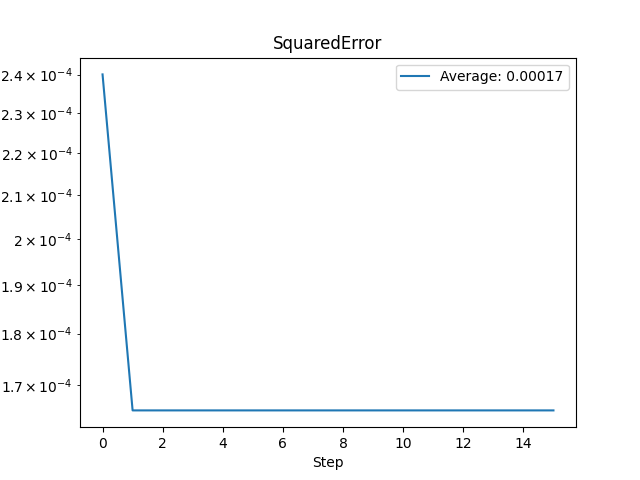 SquaredError
Average: 0.00017
2.4 × 10⁻⁴
2.3 × 10⁻⁴
2.2 × 10⁻⁴
2.1 × 10⁻⁴
2 × 10⁻⁴
1.9 × 10⁻⁴
1.8 × 10⁻⁴
1.7 × 10⁻⁴
0 2 4 6 8 10 12 14
Step